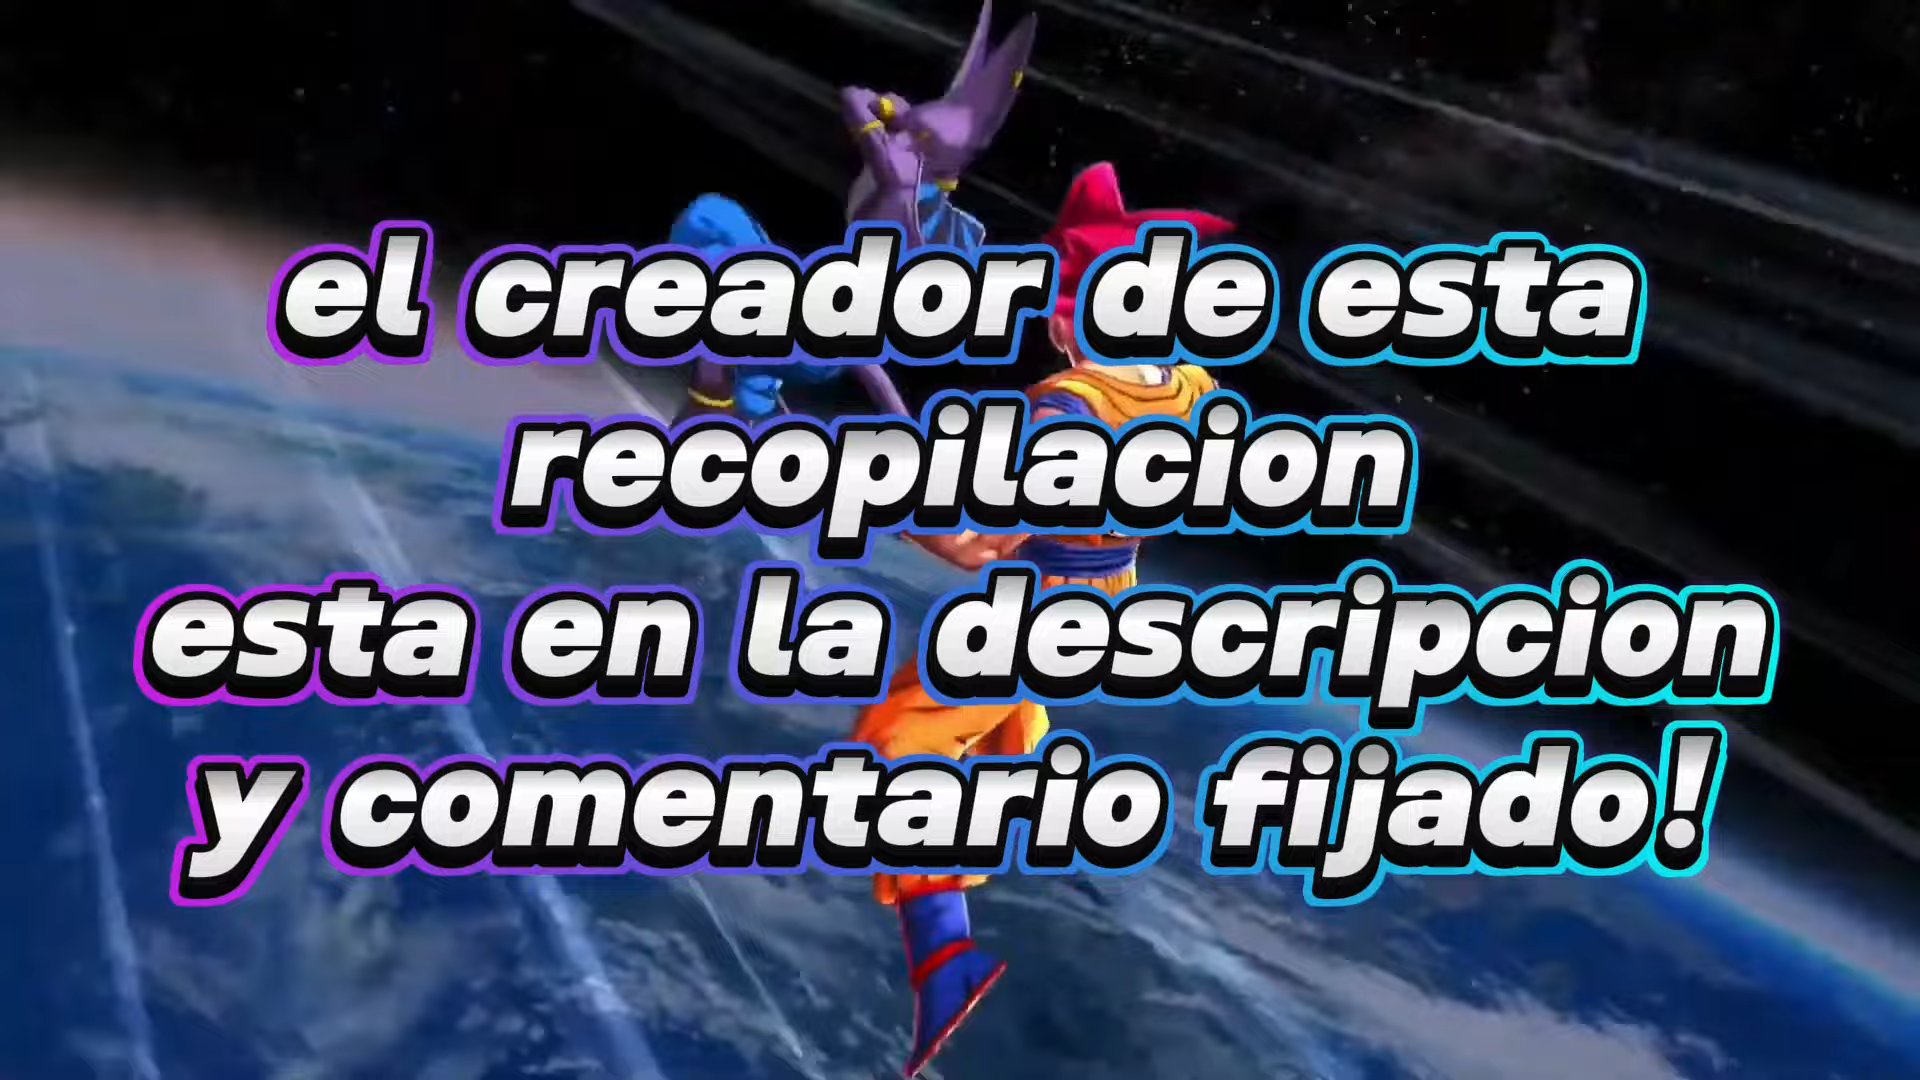 el creador de esta
recopilacion
esta en la descripcion
y comentario fijado!